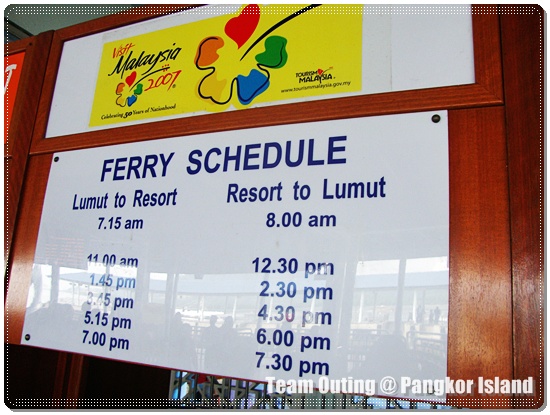 Visit
Malaysia
2007
Celebrating 50 Years of Nationhood
TOURISM
MALAYSIA
www.tourismmalaysia.gov.my
FERRY SCHEDULE
Lumut to Resort
7.15 am
11.00 am
1.45 pm
3.45 pm
5.15 pm
7.00 pm
Resort to Lumut
8.00 am
12.30 pm
2.30 pm
4.30 pm
6.00 pm
7.30 pm
Team Outing @ Pangkor Island